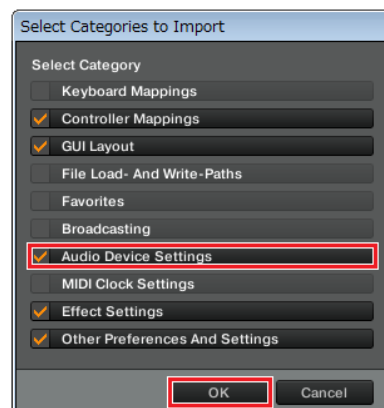 Select Categories to Import
Select Category
Keyboard Mappings
Controller Mappings
GUI Layout
File Load- And Write-Paths
Favorites
Broadcasting
Audio Device Settings
MIDI Clock Settings
Effect Settings
Other Preferences And Settings
OK Cancel